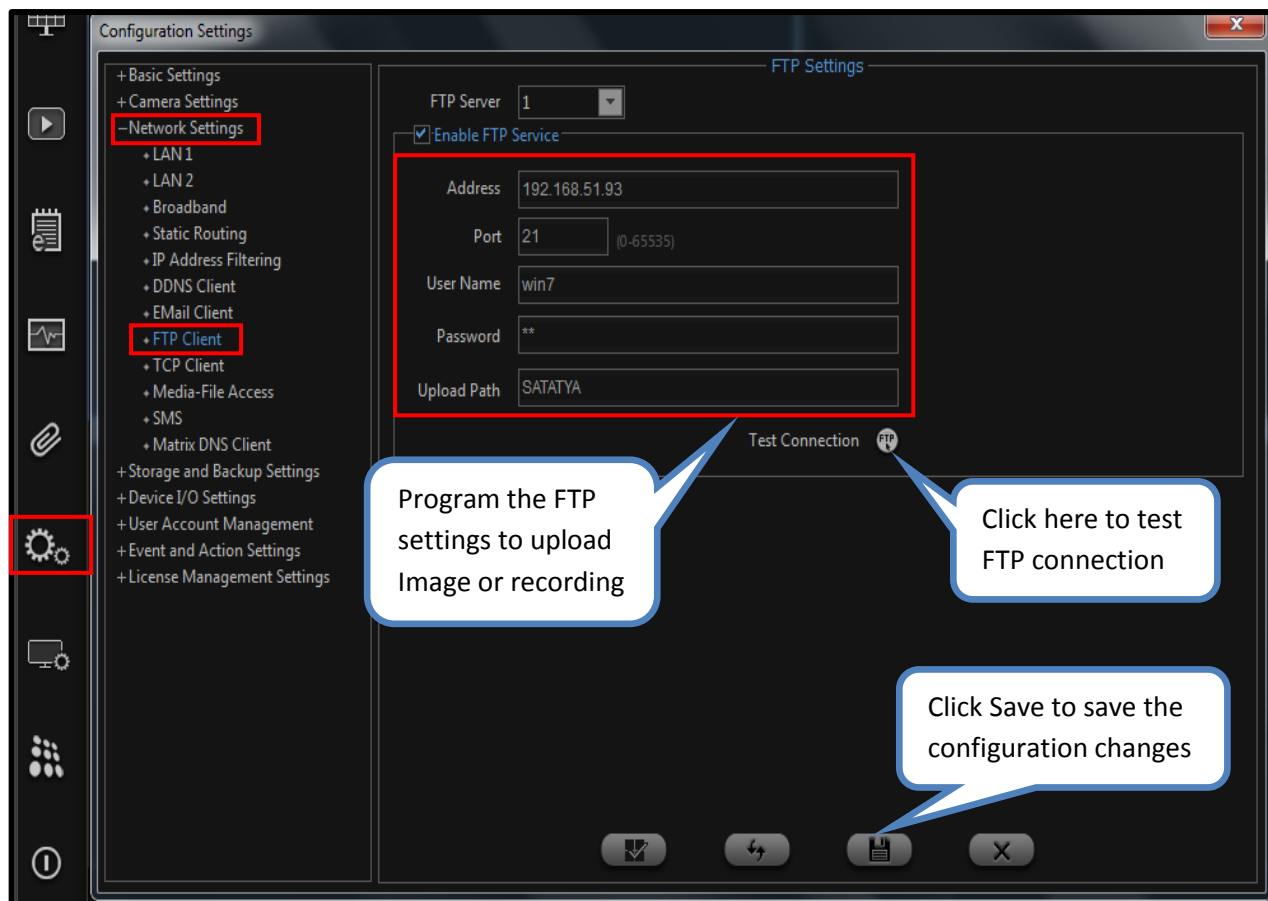 Configuration Settings
X
+Basic Settings
+Camera Settings
−Network Settings
LAN 1
LAN 2
Broadband
Static Routing
IP Address Filtering
DDNS Client
EMail Client
FTP Client
TCP Client
Media-File Access
SMS
Matrix DNS Client
+Storage and Backup Settings
+Device I/O Settings
+User Account Management
+Event and Action Settings
+License Management Settings
FTP Settings
FTP Server 1
Enable FTP Service
Address 192.168.51.93
Port 21 (0-65535)
User Name win7
Password **
Upload Path SATATYA
Test Connection FTP
Program the FTP
settings to upload
Image or recording
Click here to test
FTP connection
Click Save to save the
configuration changes